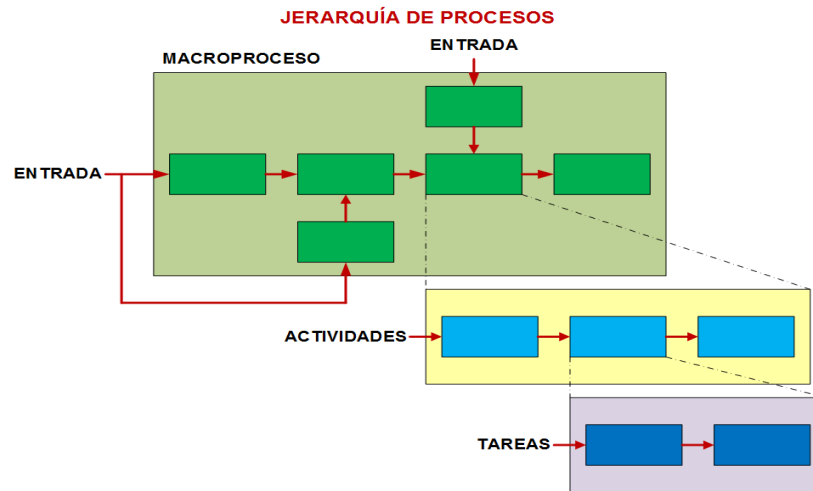 JERARQUÍA DE PROCESOS
ENTRADA
MACROPROCESO
ENTRADA
ACTIVIDADES
TAREAS